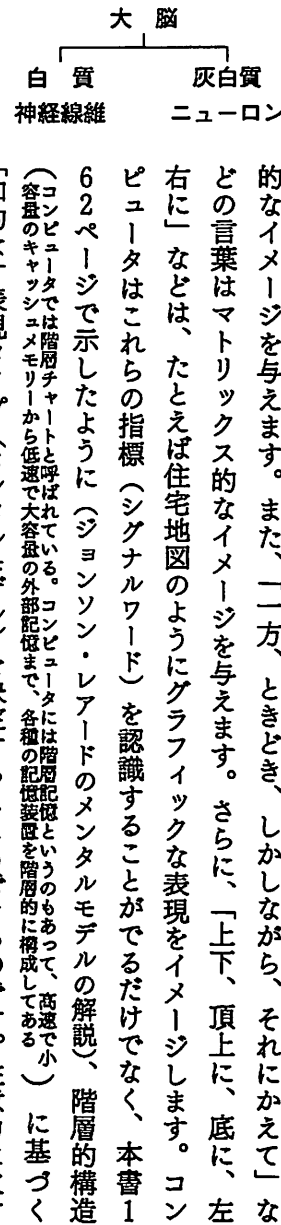 大脳
白質
灰白質
神経線維
ニューロン
的なイメージを与えます。また、「一方、ときどき、しかしながら、それにかえて」な
どの言葉はマトリックス的なイメージを与えます。さらに、「上下、頂上に、底に、左
右に」などは、たとえば住宅地図のようにグラフィックな表現をイメージします。コン
ピュータはこれらの指標（シグナルワード）を認識することがでるだけでなく、本書1
62ページで示したように（ジョンソン・レアードのメンタルモデルの解説）、階層的構造
（コンピュータでは階層チャートと呼ばれている。コンピュータには階層記憶というのもあって、高速で小
容量のキャッシュメモリーから低速で大容量の外部記憶まで、各種の記憶装置を階層的に構成してある）に基づく